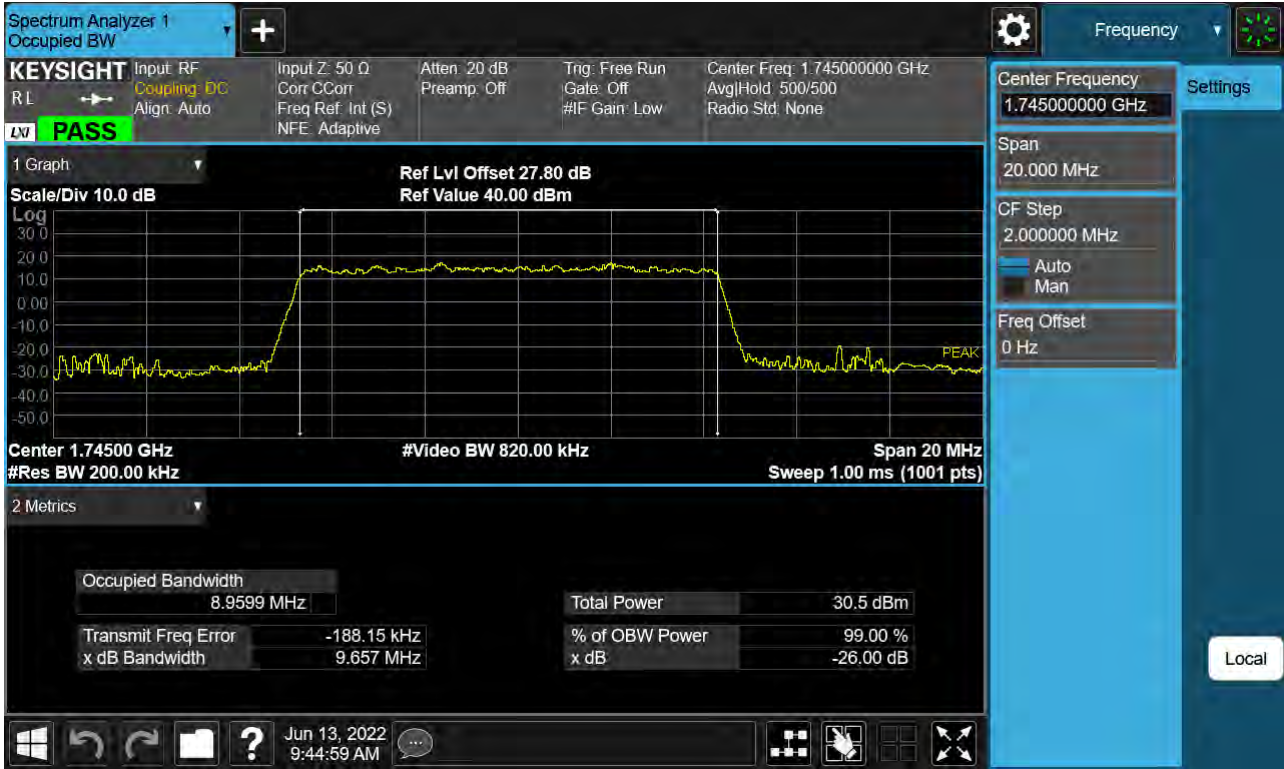 Spectrum Analyzer 1
Occupied BW
+
Frequency
KEYSIGHT
RL
LXI
PASS
Input: RF
Coupling: DC
Align: Auto
Input Z: 50 Ω
Corr CCorr
Freq Ref: Int (S)
NFE: Adaptive
Atten: 20 dB
Preamp: Off
Trig: Free Run
Gate: Off
#IF Gain: Low
Center Freq: 1.745000000 GHz
Avg|Hold: 500/500
Radio Std: None
Center Frequency
1.745000000 GHz
Settings
Span
20.000 MHz
CF Step
2.000000 MHz
Auto
Man
Freq Offset
0 Hz
Local
1 Graph
Scale/Div 10.0 dB
Ref Lvl Offset 27.80 dB
Ref Value 40.00 dBm
Log
30.0
20.0
10.0
0.00
-10.0
-20.0
-30.0
-40.0
-50.0
PEAK
Center 1.74500 GHz
#Video BW 820.00 kHz
Span 20 MHz
#Res BW 200.00 kHz
Sweep 1.00 ms (1001 pts)
2 Metrics
Occupied Bandwidth
8.9599 MHz
Total Power 30.5 dBm
Transmit Freq Error -188.15 kHz
% of OBW Power 99.00 %
x dB Bandwidth 9.657 MHz
x dB -26.00 dB
?
Jun 13, 2022
9:44:59 AM